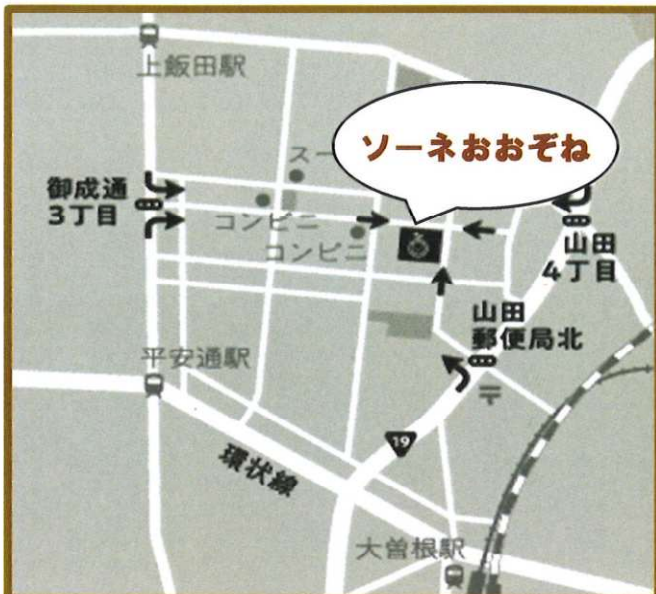 上飯田駅
ソーネおおぞね
スー
御成通
3丁目
コンビニ
コンビニ
山田
4丁目
山田
郵便局北
平安通駅
〒
19
環状線
大曽根駅